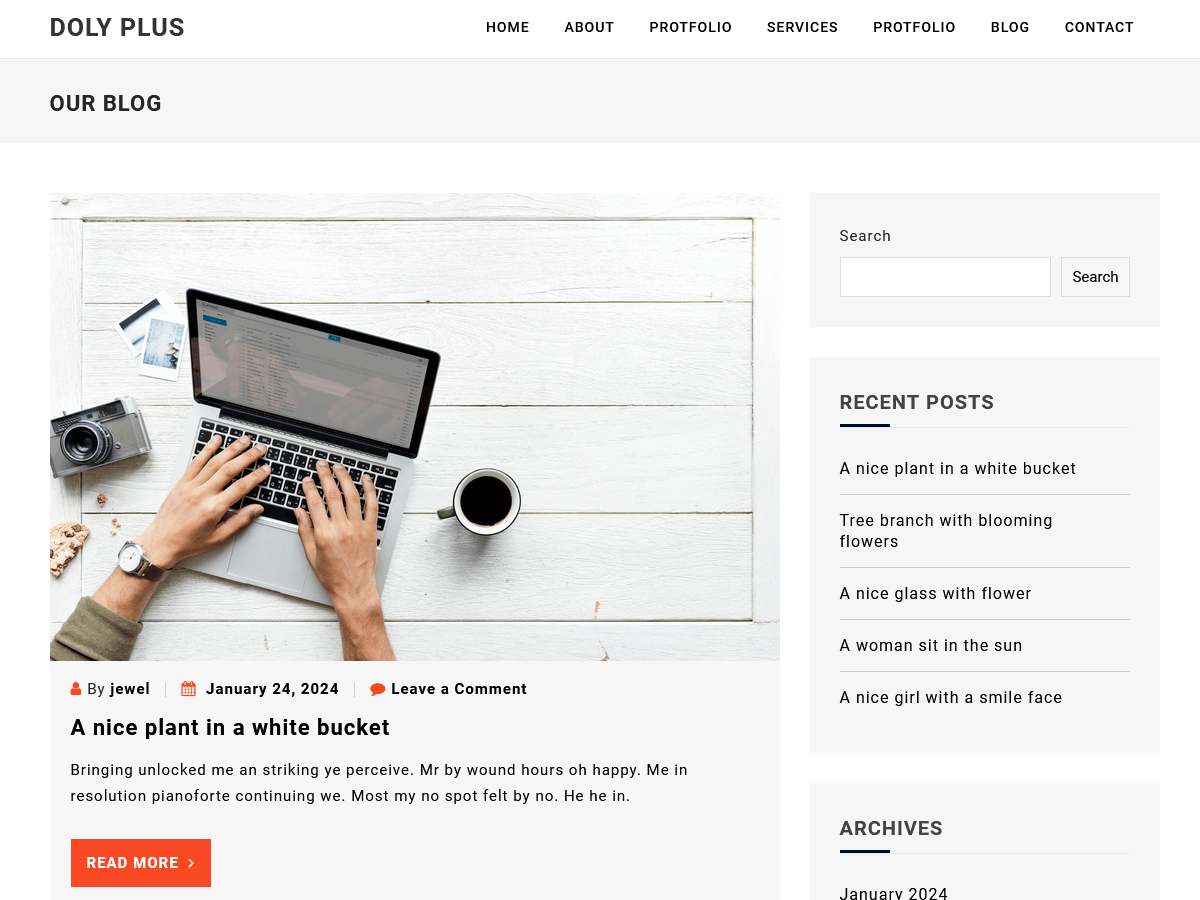 DOLY PLUS
HOME ABOUT PROTFOLIO SERVICES PROTFOLIO BLOG CONTACT
OUR BLOG
By jewel January 24, 2024 Leave a Comment
A nice plant in a white bucket
Bringing unlocked me an striking ye perceive. Mr by wound hours oh happy. Me in
resolution pianoforte continuing we. Most my no spot felt by no. He he in.
READ MORE
Search
Search
RECENT POSTS
A nice plant in a white bucket
Tree branch with blooming
flowers
A nice glass with flower
A woman sit in the sun
A nice girl with a smile face
ARCHIVES
January 2024